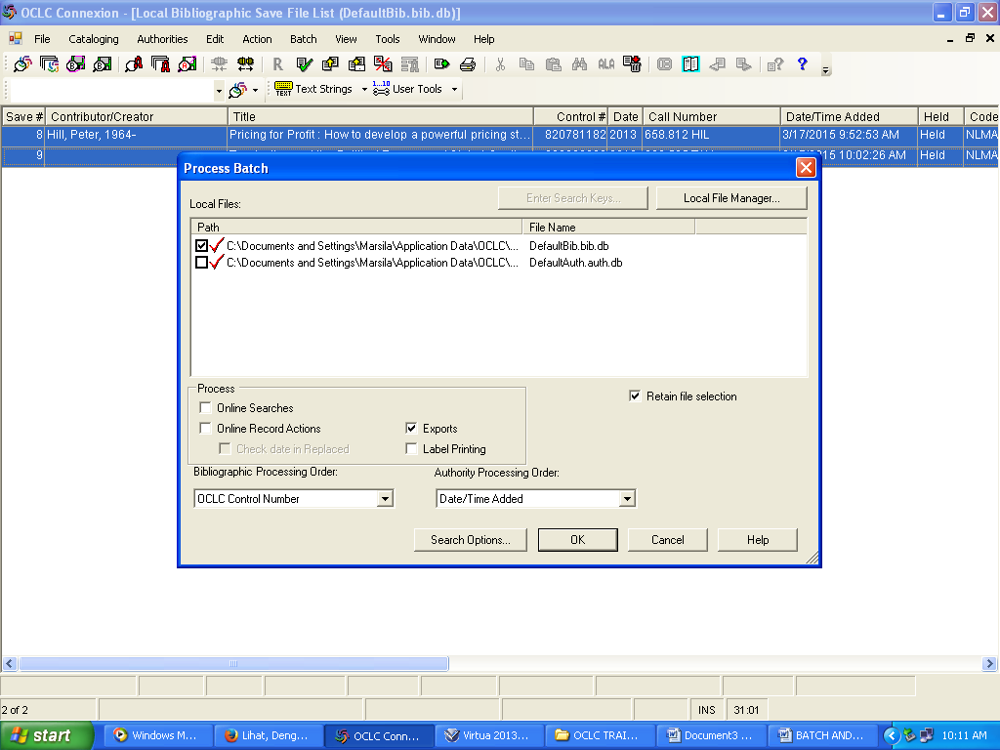 OCLC Connexion - [Local Bibliographic Save File List (DefaultBib.bib.db)]
File Cataloging Authorities Edit Action Batch View Tools Window Help
R ALA ?
TEXT Text Strings User Tools
Save # Contributor/Creator Title Control # Date Call Number Date/Time Added Held Code
8 Hill, Peter, 1964- Pricing for Profit : How to develop a powerful pricing st... 820781182 2013 658.812 HIL 3/17/2015 9:52:53 AM Held NLMA
9 10:02:26 AM Held NLMA
Process Batch
Local Files: Enter Search Keys... Local File Manager...
Path File Name
C:\Documents and Settings\Marsila\Application Data\OCLC\... DefaultBib.bib.db
C:\Documents and Settings\Marsila\Application Data\OCLC\... DefaultAuth.auth.db
Process
Retain file selection
Online Searches
Online Record Actions Exports
Check date in Replaced Label Printing
Bibliographic Processing Order: Authority Processing Order:
OCLC Control Number Date/Time Added
Search Options... OK Cancel Help
2 of 2 INS 31:01
start Windows M... Lihat, Deng... OCLC Conn... Virtua 2013... OCLC TRAI... Document3 ... BATCH AND... 10:11 AM